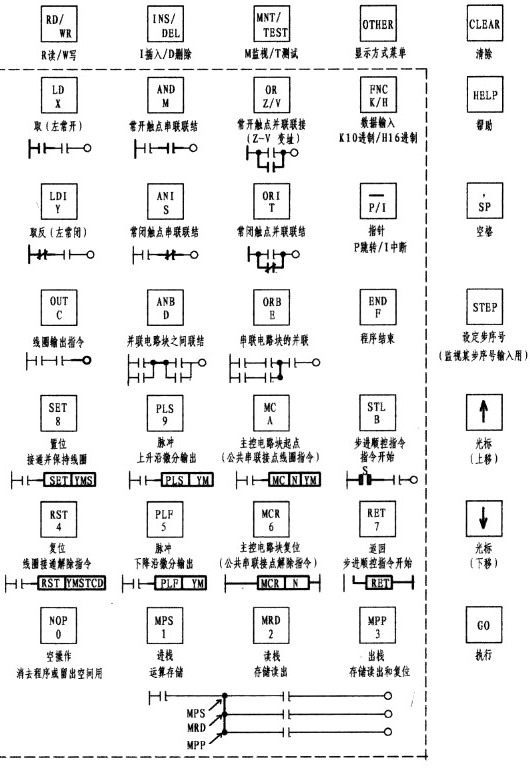 RD/ WR
INS/ DEL
MNT/ TEST
OTHER
CLEAR
R读/W写
I插入/D删除
M监视/T测试
显示方式菜单
清除
LD X
AND M
OR Z/V
FNC K/H
HELP
取(左常开)
常开触点串联联结
常开触点并联联接
(Z-V 变址)
数据输入
K10进制/H16进制
帮助
LDI Y
ANI S
ORI T
— P/I
' SP
取反(左常闭)
常闭触点串联联结
常闭触点并联联结
指针
P跳转/I中断
空格
OUT C
ANB D
ORB E
END F
STEP
线圈输出指令
并联电路块之间联结
串联电路块的并联
程序结束
设定步序号
(监视某步序号输入用)
SET 8
PLS 9
MC A
STL B
↑
置位
接通并保持线圈
脉冲
上升沿微分输出
主控电路块起点
(公共串联接点线圈指令)
步进顺控指令
指令开始
光标
(上移)
SET YMS
PLS YM
MC N YM
S
RST 4
PLF 5
MCR 6
RET 7
↓
复位
线圈接通解除指令
脉冲
下降沿微分输出
主控电路块复位
(公共串联接点解除指令)
返回
步进顺控指令开始
光标
(下移)
RST YMSTCD
PLF YM
MCR N
RET
NOP 0
MPS 1
MRD 2
MPP 3
GO
空操作
消去程序或留出空间用
进栈
运算存储
读栈
存储读出
出栈
存储读出和复位
执行
MPS
MRD
MPP